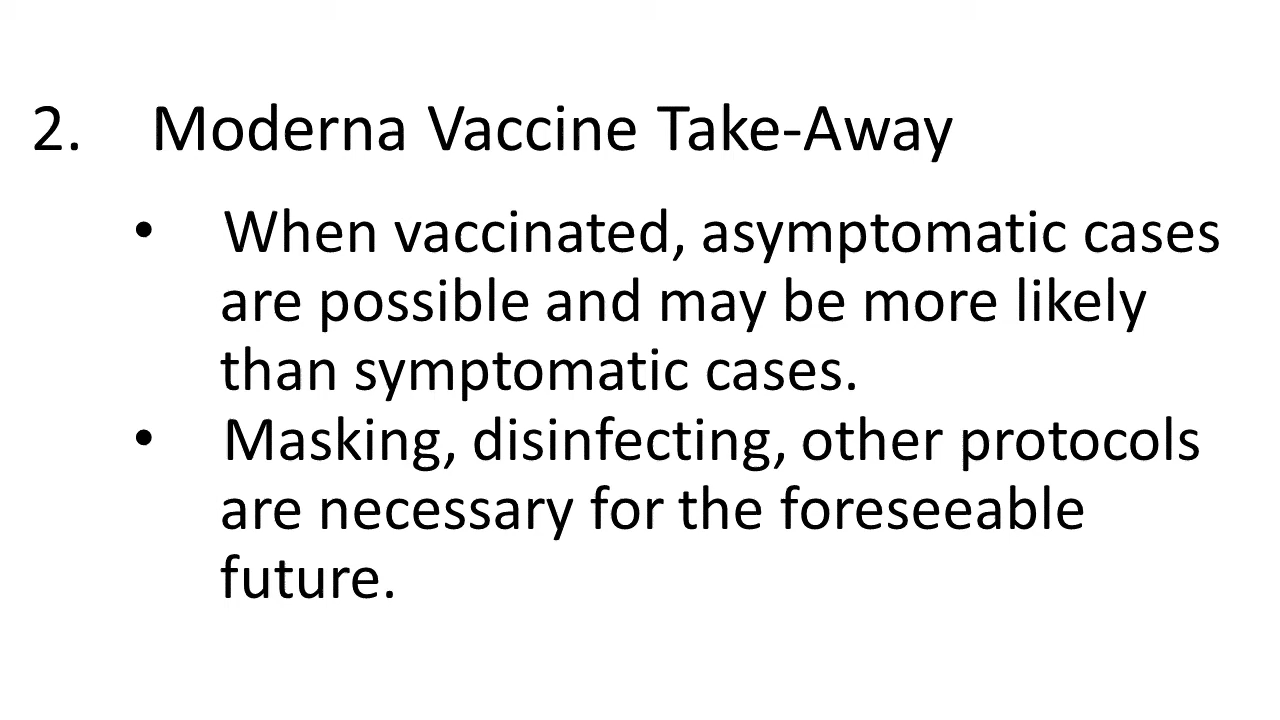 2. Moderna Vaccine Take-Away
• When vaccinated, asymptomatic cases
are possible and may be more likely
than symptomatic cases.
• Masking, disinfecting, other protocols
are necessary for the foreseeable
future.